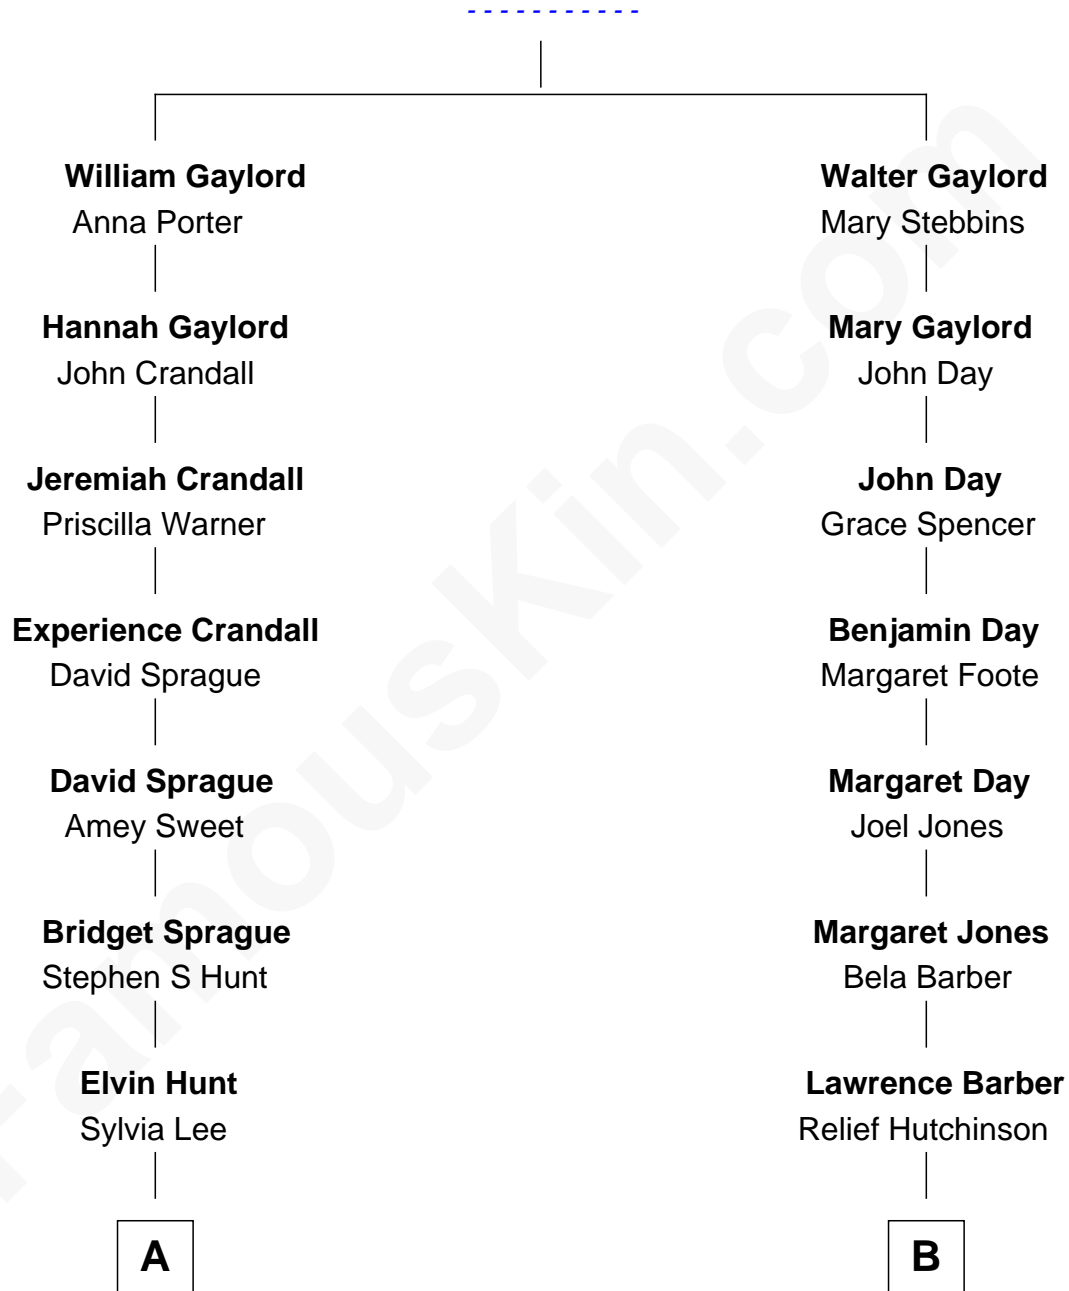 - - - - - - - - - - -
William Gaylord
Anna Porter
Hannah Gaylord
John Crandall
Jeremiah Crandall
Priscilla Warner
Experience Crandall
David Sprague
David Sprague
Amey Sweet
Bridget Sprague
Stephen S Hunt
Elvin Hunt
Sylvia Lee
A
Walter Gaylord
Mary Stebbins
Mary Gaylord
John Day
John Day
Grace Spencer
Benjamin Day
Margaret Foote
Margaret Day
Joel Jones
Margaret Jones
Bela Barber
Lawrence Barber
Relief Hutchinson
B
FamousKin.com